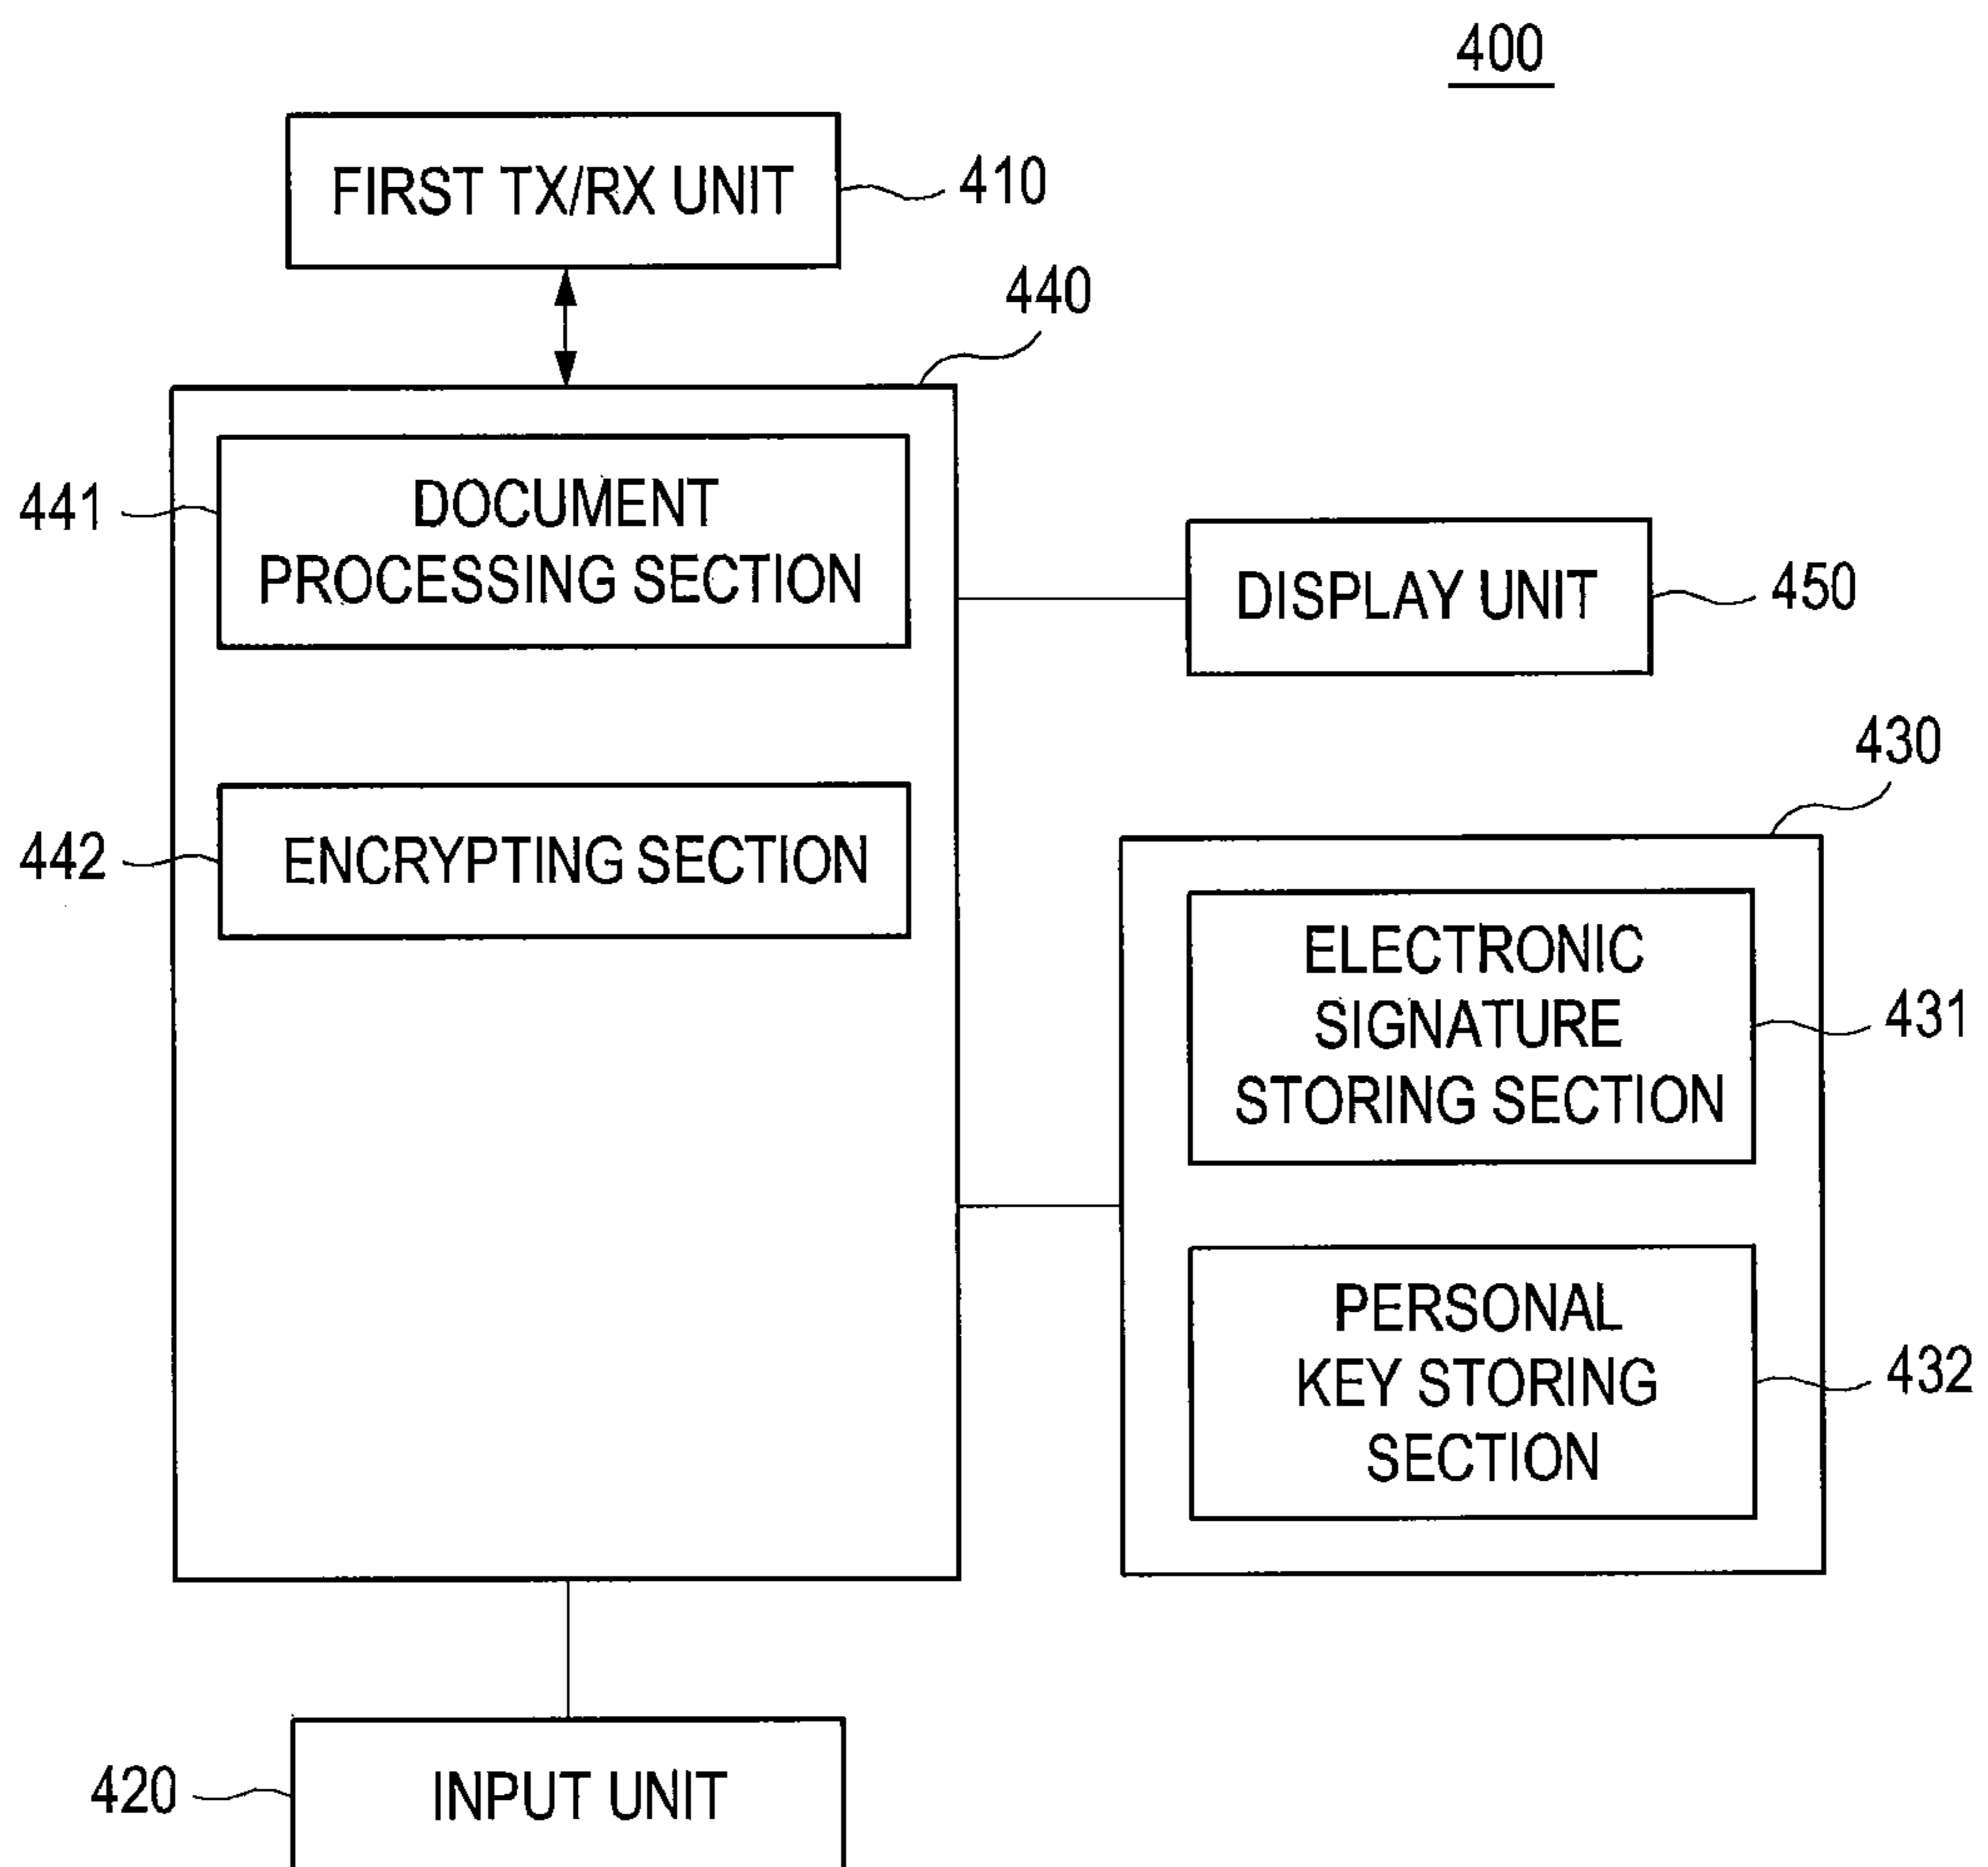 400
FIRST TX/RX UNIT
410
440
441
DOCUMENT
PROCESSING SECTION
DISPLAY UNIT
450
430
442
ENCRYPTING SECTION
ELECTRONIC
SIGNATURE
STORING SECTION
431
PERSONAL
KEY STORING
SECTION
432
420
INPUT UNIT